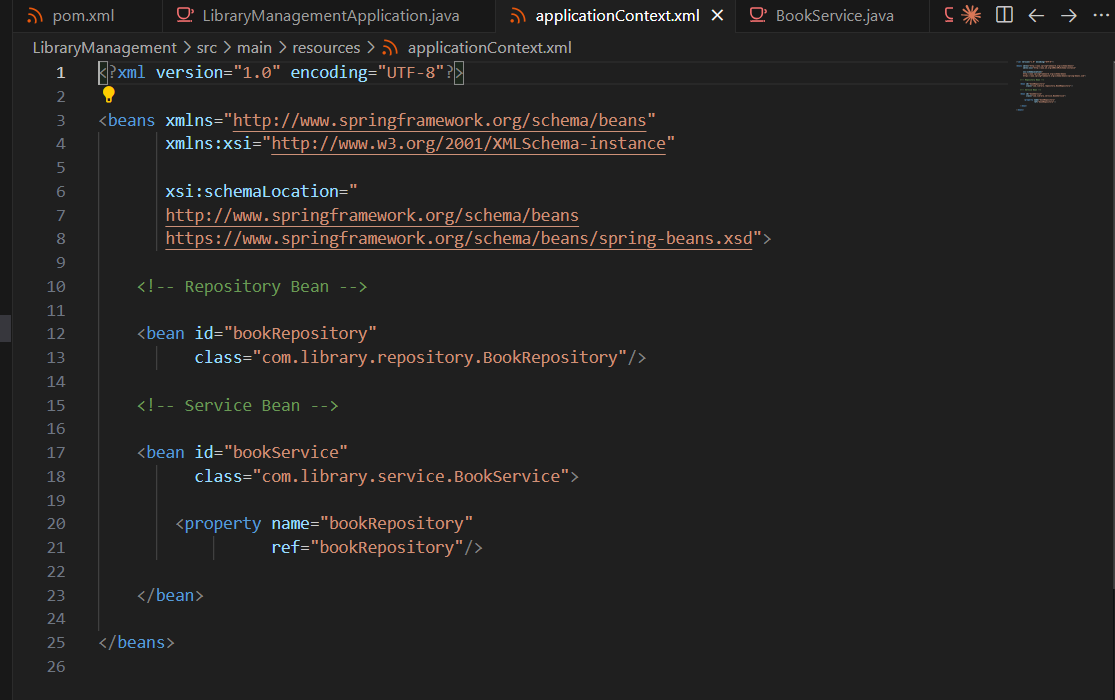 pom.xml LibraryManagementApplication.java applicationContext.xml BookService.java
LibraryManagement > src > main > resources > applicationContext.xml
1 <?xml version="1.0" encoding="UTF-8"?>
2
3 <beans xmlns="http://www.springframework.org/schema/beans"
4 xmlns:xsi="http://www.w3.org/2001/XMLSchema-instance"
5
6 xsi:schemaLocation="
7 http://www.springframework.org/schema/beans
8 https://www.springframework.org/schema/beans/spring-beans.xsd">
9
10 <!-- Repository Bean -->
11
12 <bean id="bookRepository"
13 class="com.library.repository.BookRepository"/>
14
15 <!-- Service Bean -->
16
17 <bean id="bookService"
18 class="com.library.service.BookService">
19
20 <property name="bookRepository"
21 ref="bookRepository"/>
22
23 </bean>
24
25 </beans>
26